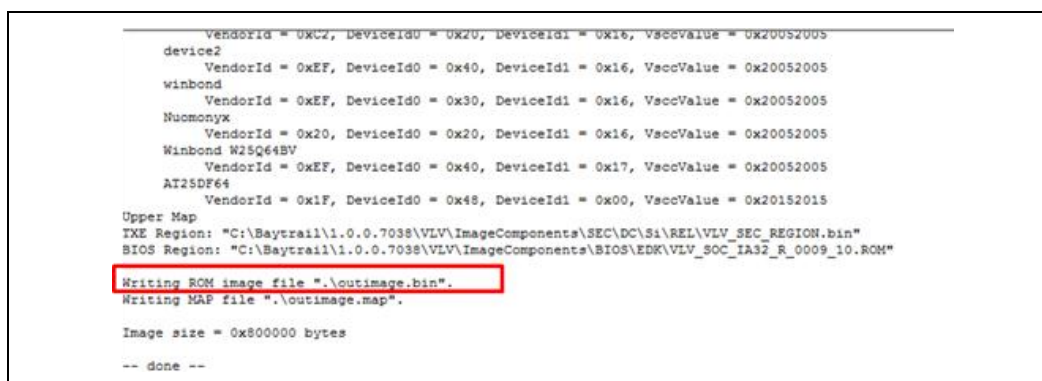 VendorId = 0xC2, DeviceId0 = 0x20, DeviceId1 = 0x16, VsccValue = 0x20052005
device2
VendorId = 0xEF, DeviceId0 = 0x40, DeviceId1 = 0x16, VsccValue = 0x20052005
winbond
VendorId = 0xEF, DeviceId0 = 0x30, DeviceId1 = 0x16, VsccValue = 0x20052005
Nuomonyx
VendorId = 0x20, DeviceId0 = 0x20, DeviceId1 = 0x16, VsccValue = 0x20052005
Winbond W25Q64BV
VendorId = 0xEF, DeviceId0 = 0x40, DeviceId1 = 0x17, VsccValue = 0x20052005
AT25DF64
VendorId = 0x1F, DeviceId0 = 0x48, DeviceId1 = 0x00, VsccValue = 0x20152015
Upper Map
TXE Region: "C:\Baytrail\1.0.0.7038\VLV\ImageComponents\SEC\DC\Si\REL\VLV_SEC_REGION.bin"
BIOS Region: "C:\Baytrail\1.0.0.7038\VLV\ImageComponents\BIOS\EDK\VLV_SOC_IA32_R_0009_10.ROM"
Writing ROM image file ".\outimage.bin".
Writing MAP file ".\outimage.map".
Image size = 0x800000 bytes
-- done --